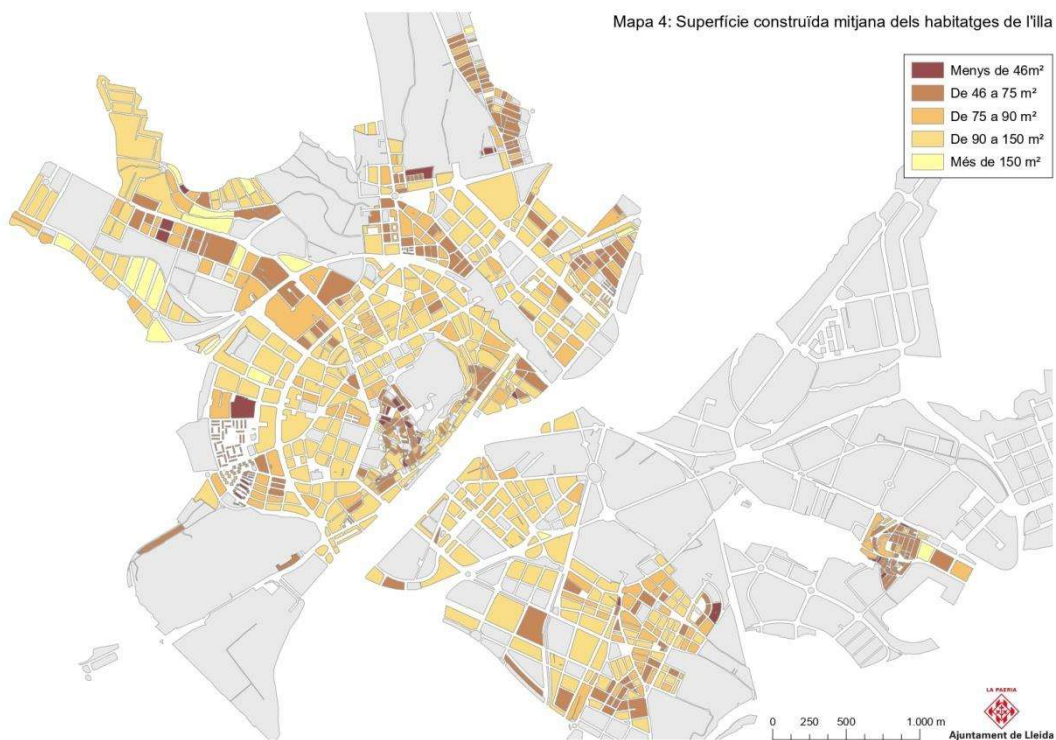 Mapa 4: Superfície construïda mitjana dels habitatges de l'illa
Menys de 46m²
De 46 a 75 m²
De 75 a 90 m²
De 90 a 150 m²
Més de 150 m²
LA PAERIA
0 250 500 1.000 m
Ajuntament de Lleida